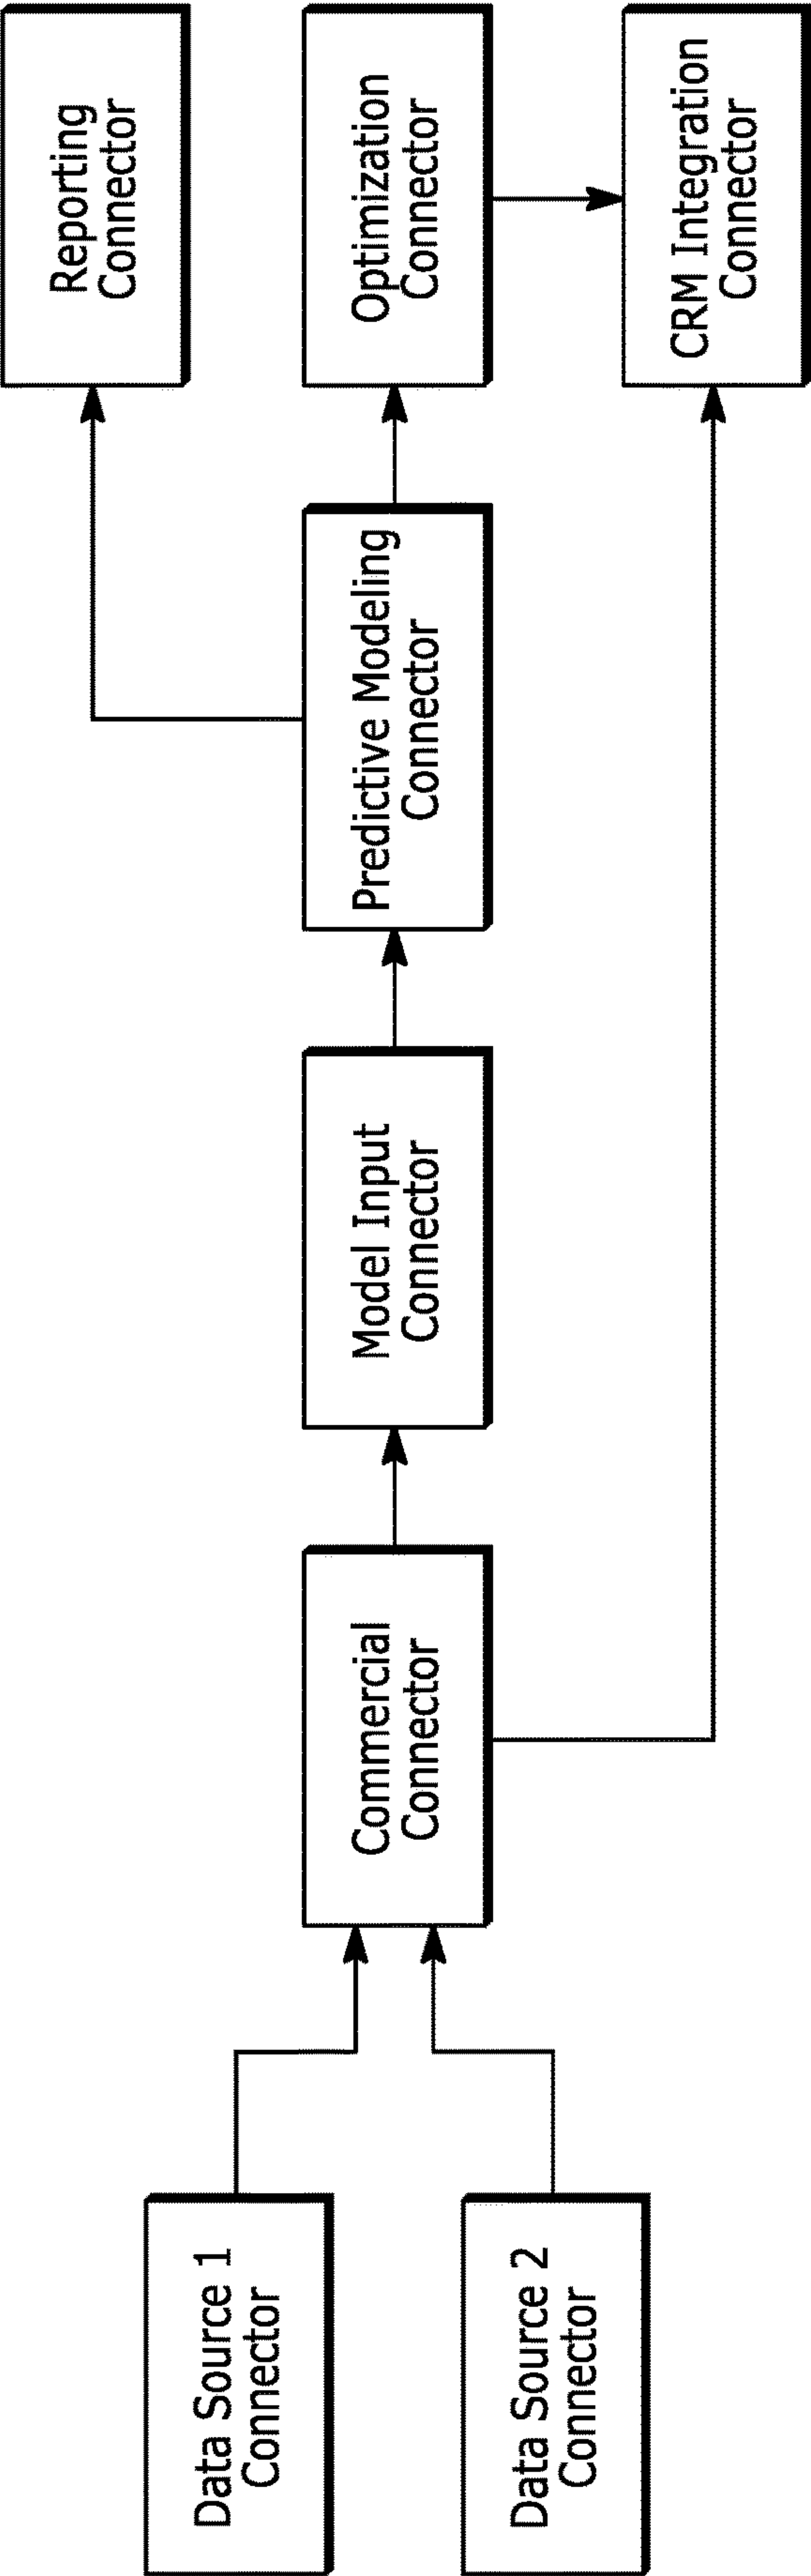 Data Source 1
Connector
Data Source 2
Connector
Commercial
Connector
Model Input
Connector
Predictive Modeling
Connector
Reporting
Connector
Optimization
Connector
CRM Integration
Connector